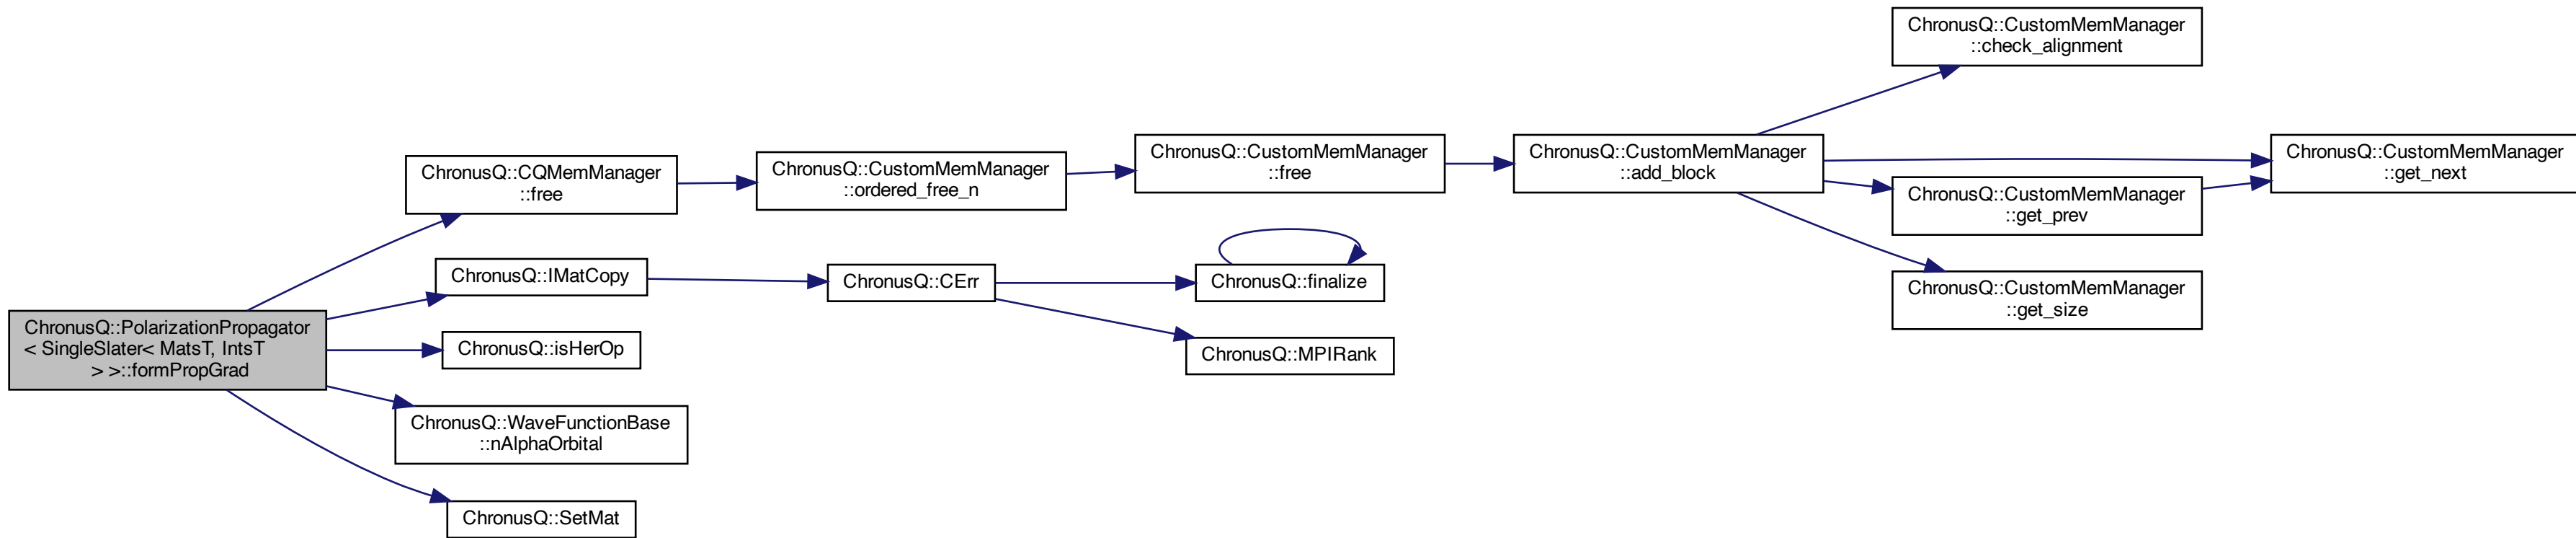 ChronusQ::PolarizationPropagator
< SingleSlater< MatsT, IntsT
> >::formPropGrad
ChronusQ::CQMemManager
::free
ChronusQ::CustomMemManager
::ordered_free_n
ChronusQ::CustomMemManager
::free
ChronusQ::CustomMemManager
::add_block
ChronusQ::CustomMemManager
::check_alignment
ChronusQ::CustomMemManager
::get_next
ChronusQ::CustomMemManager
::get_prev
ChronusQ::CustomMemManager
::get_size
ChronusQ::IMatCopy
ChronusQ::CErr
ChronusQ::finalize
ChronusQ::MPIRank
ChronusQ::isHerOp
ChronusQ::WaveFunctionBase
::nAlphaOrbital
ChronusQ::SetMat